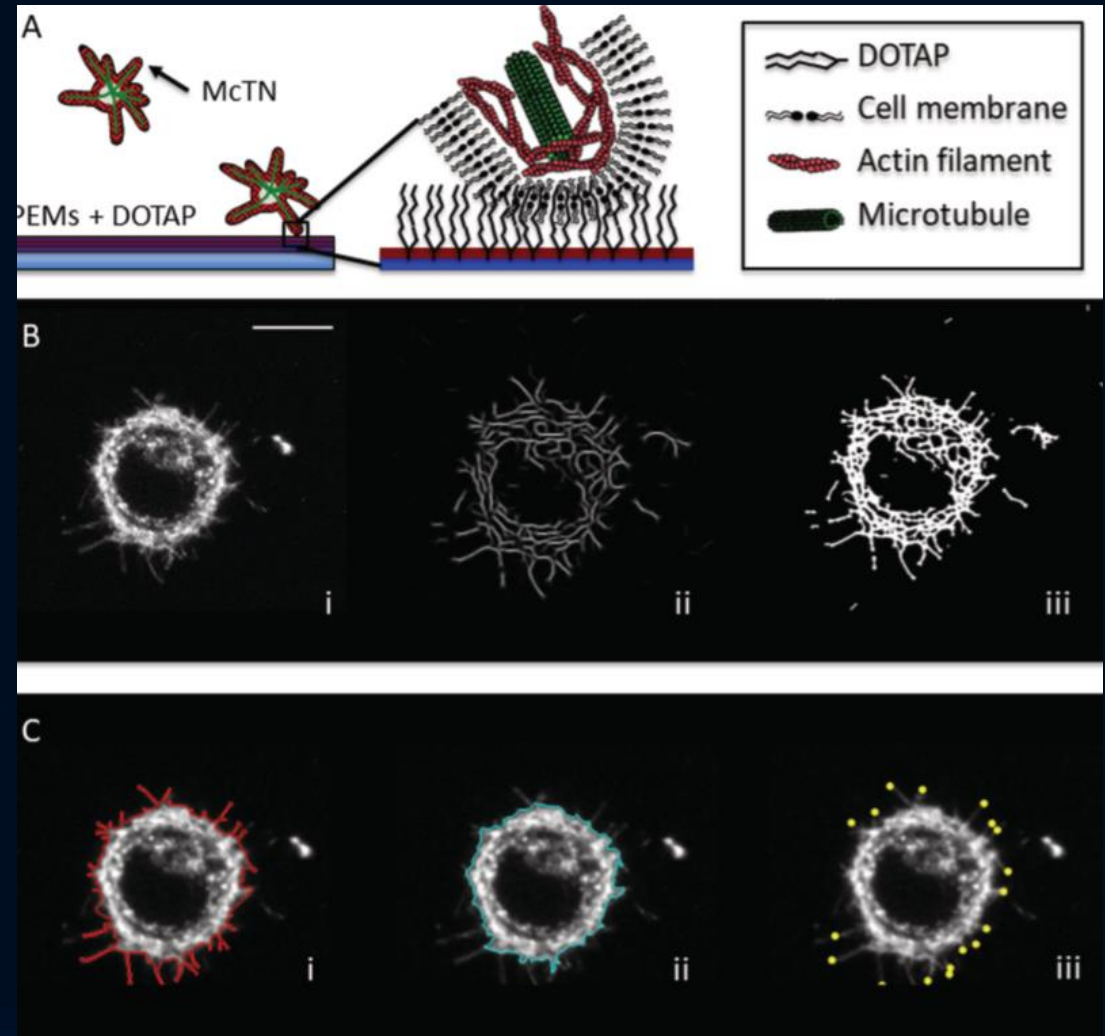 A
McTN
PEMs + DOTAP
DOTAP
Cell membrane
Actin filament
Microtubule
B
i
ii
iii
C
i
ii
iii